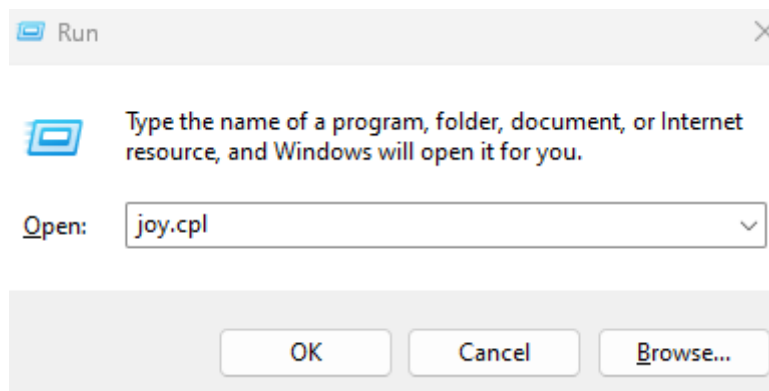 Run
Type the name of a program, folder, document, or Internet
resource, and Windows will open it for you.
Open: joy.cpl
OK Cancel Browse...